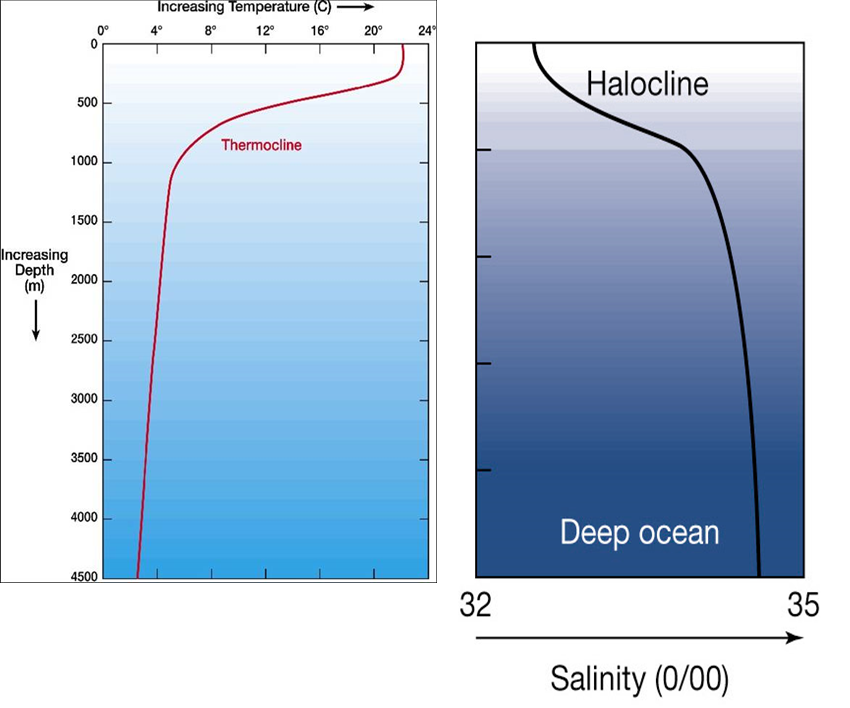 Increasing Temperature (C)
0° 4° 8° 12° 16° 20° 24°
0
500
Thermocline
1000
1500
Increasing
Depth
(m)
2000
2500
3000
3500
4000
4500
Halocline
Deep ocean
32 35
Salinity (0/00)